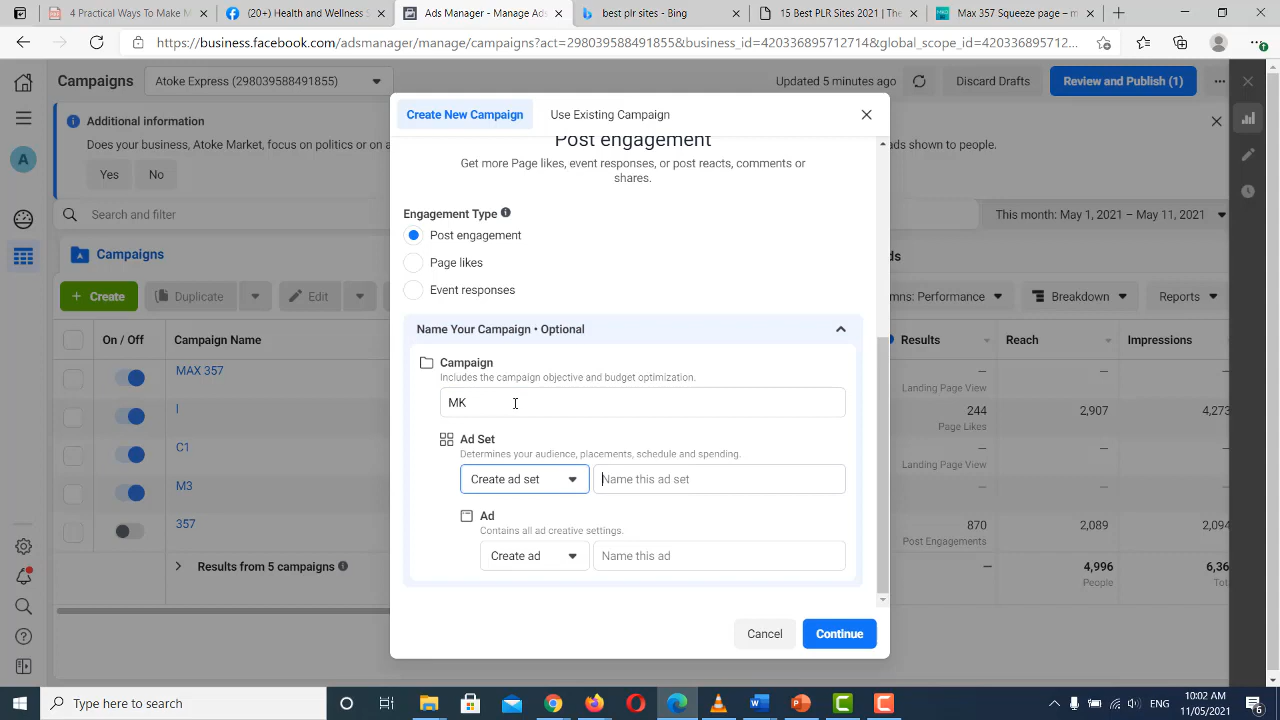 4 Practical Ways To Make M
(20+) Facebook
Health and Wellness S
Ads Manager - Manage Ads
Bitly | Redirects
15 Best PLR SITES 2021 | The
MAX 357 Squeeze page – m
https://business.facebook.com/adsmanager/manage/campaigns?act=298039588491855&business_id=420336895712714&global_scope_id=420336895712...
Campaigns
Atoke Express (298039588491855)
Updated 5 minutes ago
Discard Drafts
Review and Publish (1)
Create New Campaign
Use Existing Campaign
Additional information
Does your business, Atoke Market, focus on politics or on a
ads shown to people.
Yes
No
Post engagement
Get more Page likes, event responses, or post reacts, comments or
shares.
A
Search and filter
This month: May 1, 2021 – May 11, 2021
Engagement Type
Post engagement
Page likes
Event responses
Campaigns
ds
+ Create
Duplicate
Edit
mns: Performance
Breakdown
Reports
Name Your Campaign • Optional
On / Off
Campaign Name
Results
Reach
Impressions
MAX 357
—
—
Landing Page View
I
244
2,907
4,273
Page Likes
C1
—
—
Landing Page View
M3
—
—
Landing Page View
357
870
2,089
2,094
Post Engagements
Results from 5 campaigns
—
4,996
6,36
People
Tot
Campaign
Includes the campaign objective and budget optimization.
MK
Ad Set
Determines your audience, placements, schedule and spending.
Create ad set
Name this ad set
Ad
Contains all ad creative settings.
Create ad
Name this ad
Cancel
Continue
Type here to search
ENG
10:02 AM
11/05/2021
6